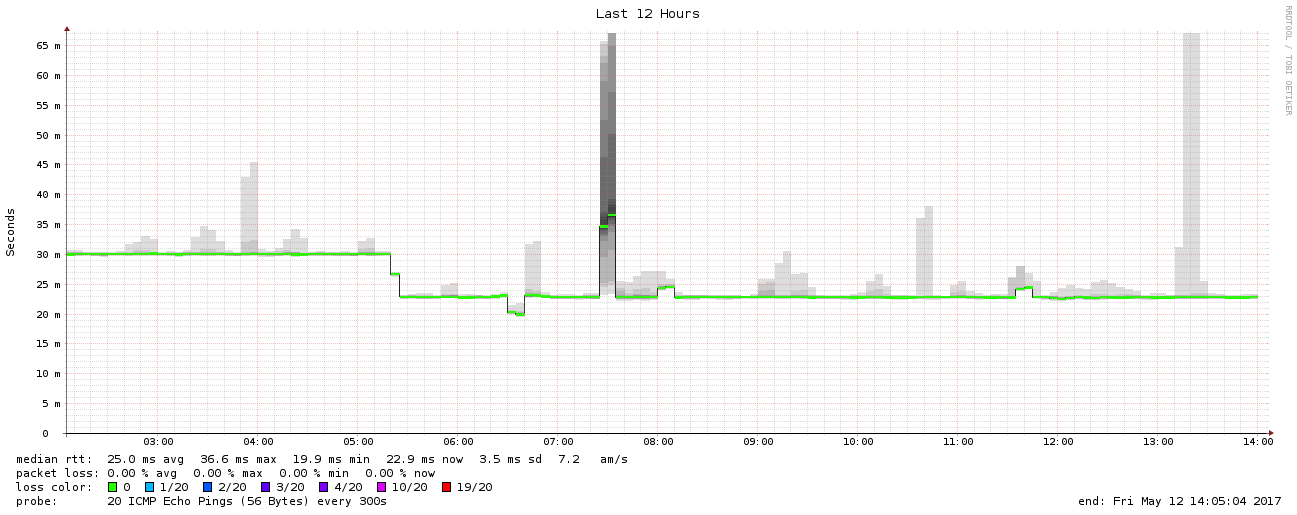 Last 12 Hours
RRDTOOL / TOBI OETIKER
Seconds
65 m
60 m
55 m
50 m
45 m
40 m
35 m
30 m
25 m
20 m
15 m
10 m
5 m
0
03:00 04:00 05:00 06:00 07:00 08:00 09:00 10:00 11:00 12:00 13:00 14:00
median rtt: 25.0 ms avg 36.6 ms max 19.9 ms min 22.9 ms now 3.5 ms sd 7.2 am/s
packet loss: 0.00 % avg 0.00 % max 0.00 % min 0.00 % now
loss color: 0 1/20 2/20 3/20 4/20 10/20 19/20
probe: 20 ICMP Echo Pings (56 Bytes) every 300s end: Fri May 12 14:05:04 2017